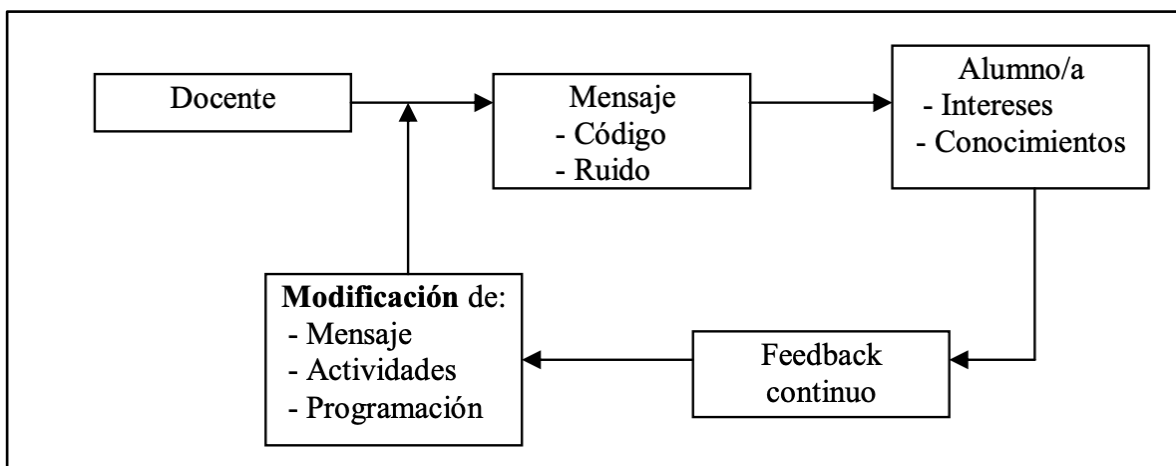 Docente
Mensaje
- Código
- Ruido
Alumno/a
- Intereses
- Conocimientos
Modificación de:
- Mensaje
- Actividades
- Programación
Feedback
continuo